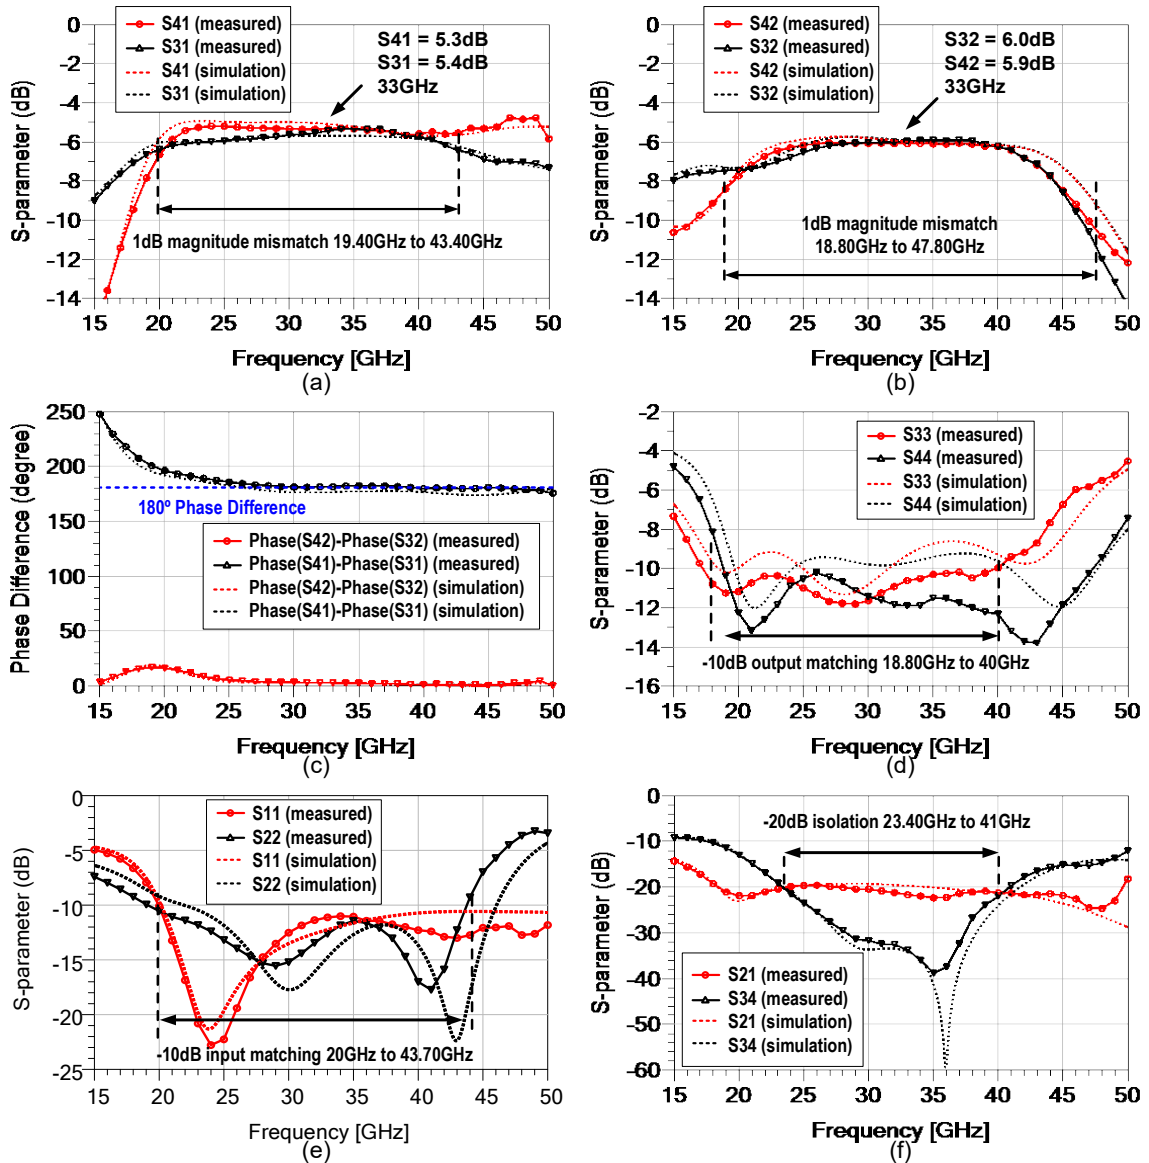 0
-2
-4
-6
-8
-10
-12
-14
S-parameter (dB)
S41 (measured)
S31 (measured)
S41 (simulation)
S31 (simulation)
S41 = 5.3dB
S31 = 5.4dB
33GHz
1dB magnitude mismatch 19.40GHz to 43.40GHz
15 20 25 30 35 40 45 50
Frequency [GHz]
(a)
0
-2
-4
-6
-8
-10
-12
-14
S-parameter (dB)
S42 (measured)
S32 (measured)
S42 (simulation)
S32 (simulation)
S32 = 6.0dB
S42 = 5.9dB
33GHz
1dB magnitude mismatch
18.80GHz to 47.80GHz
15 20 25 30 35 40 45 50
Frequency [GHz]
(b)
250
200
150
100
50
0
Phase Difference (degree)
180º Phase Difference
Phase(S42)-Phase(S32) (measured)
Phase(S41)-Phase(S31) (measured)
Phase(S42)-Phase(S32) (simulation)
Phase(S41)-Phase(S31) (simulation)
15 20 25 30 35 40 45 50
Frequency [GHz]
(c)
-2
-4
-6
-8
-10
-12
-14
-16
S-parameter (dB)
S33 (measured)
S44 (measured)
S33 (simulation)
S44 (simulation)
-10dB output matching 18.80GHz to 40GHz
15 20 25 30 35 40 45 50
Frequency [GHz]
(d)
0
-5
-10
-15
-20
-25
S-parameter (dB)
S11 (measured)
S22 (measured)
S11 (simulation)
S22 (simulation)
-10dB input matching 20GHz to 43.70GHz
15 20 25 30 35 40 45 50
Frequency [GHz]
(e)
0
-10
-20
-30
-40
-50
-60
S-parameter (dB)
-20dB isolation 23.40GHz to 41GHz
S21 (measured)
S34 (measured)
S21 (simulation)
S34 (simulation)
15 20 25 30 35 40 45 50
Frequency [GHz]
(f)